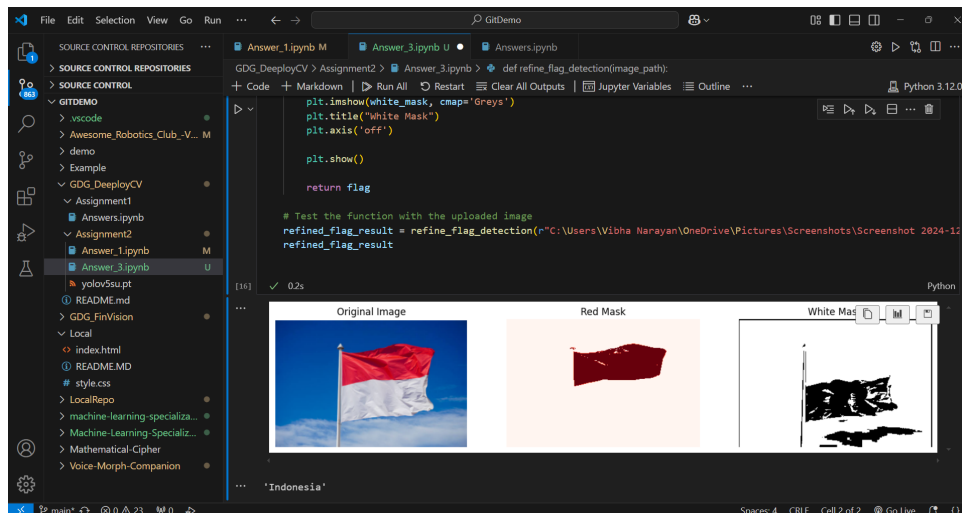 File Edit Selection View Go Run ··· GitDemo
SOURCE CONTROL REPOSITORIES ···
SOURCE CONTROL REPOSITORIES
SOURCE CONTROL
GITDEMO
.vscode
Awesome_Robotics_Club_-V... M
demo
Example
GDG_DeeployCV
Assignment1
Answers.ipynb
Assignment2
Answer_1.ipynb M
Answer_3.ipynb U
yolov5su.pt
README.md
GDG_FinVision
Local
index.html
README.MD
style.css
LocalRepo
machine-learning-specializa...
Machine-Learning-Specializ...
Mathematical-Cipher
Voice-Morph-Companion
1
863
Answer_1.ipynb M Answer_3.ipynb U Answers.ipynb
GDG_DeeployCV > Assignment2 > Answer_3.ipynb > def refine_flag_detection(image_path):
+ Code + Markdown Run All Restart Clear All Outputs Jupyter Variables Outline ··· Python 3.12.0
plt.imshow(white_mask, cmap='Greys')
plt.title("White Mask")
plt.axis('off')
plt.show()
return flag
# Test the function with the uploaded image
refined_flag_result = refine_flag_detection(r"C:\Users\Vibha Narayan\OneDrive\Pictures\Screenshots\Screenshot 2024-12
refined_flag_result
[16] 0.2s Python
Original Image Red Mask White Mas
'Indonesia'
main* 0 23 0 Spaces: 4 CRLF Cell 2 of 2 Go Live